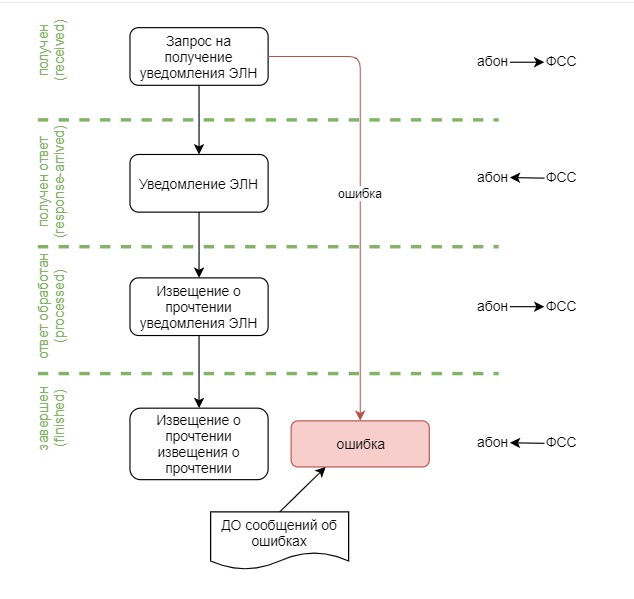 получен
(received)
Запрос на
получение
уведомления ЭЛН
абон
ФСС
получен ответ
(response-arrived)
Уведомление ЭЛН
ошибка
абон
ФСС
ответ обработан
(processed)
Извещение о
прочтении
уведомления ЭЛН
абон
ФСС
завершен
(finished)
Извещение о
прочтении
извещения о
прочтении
ошибка
абон
ФСС
ДО сообщений об
ошибках